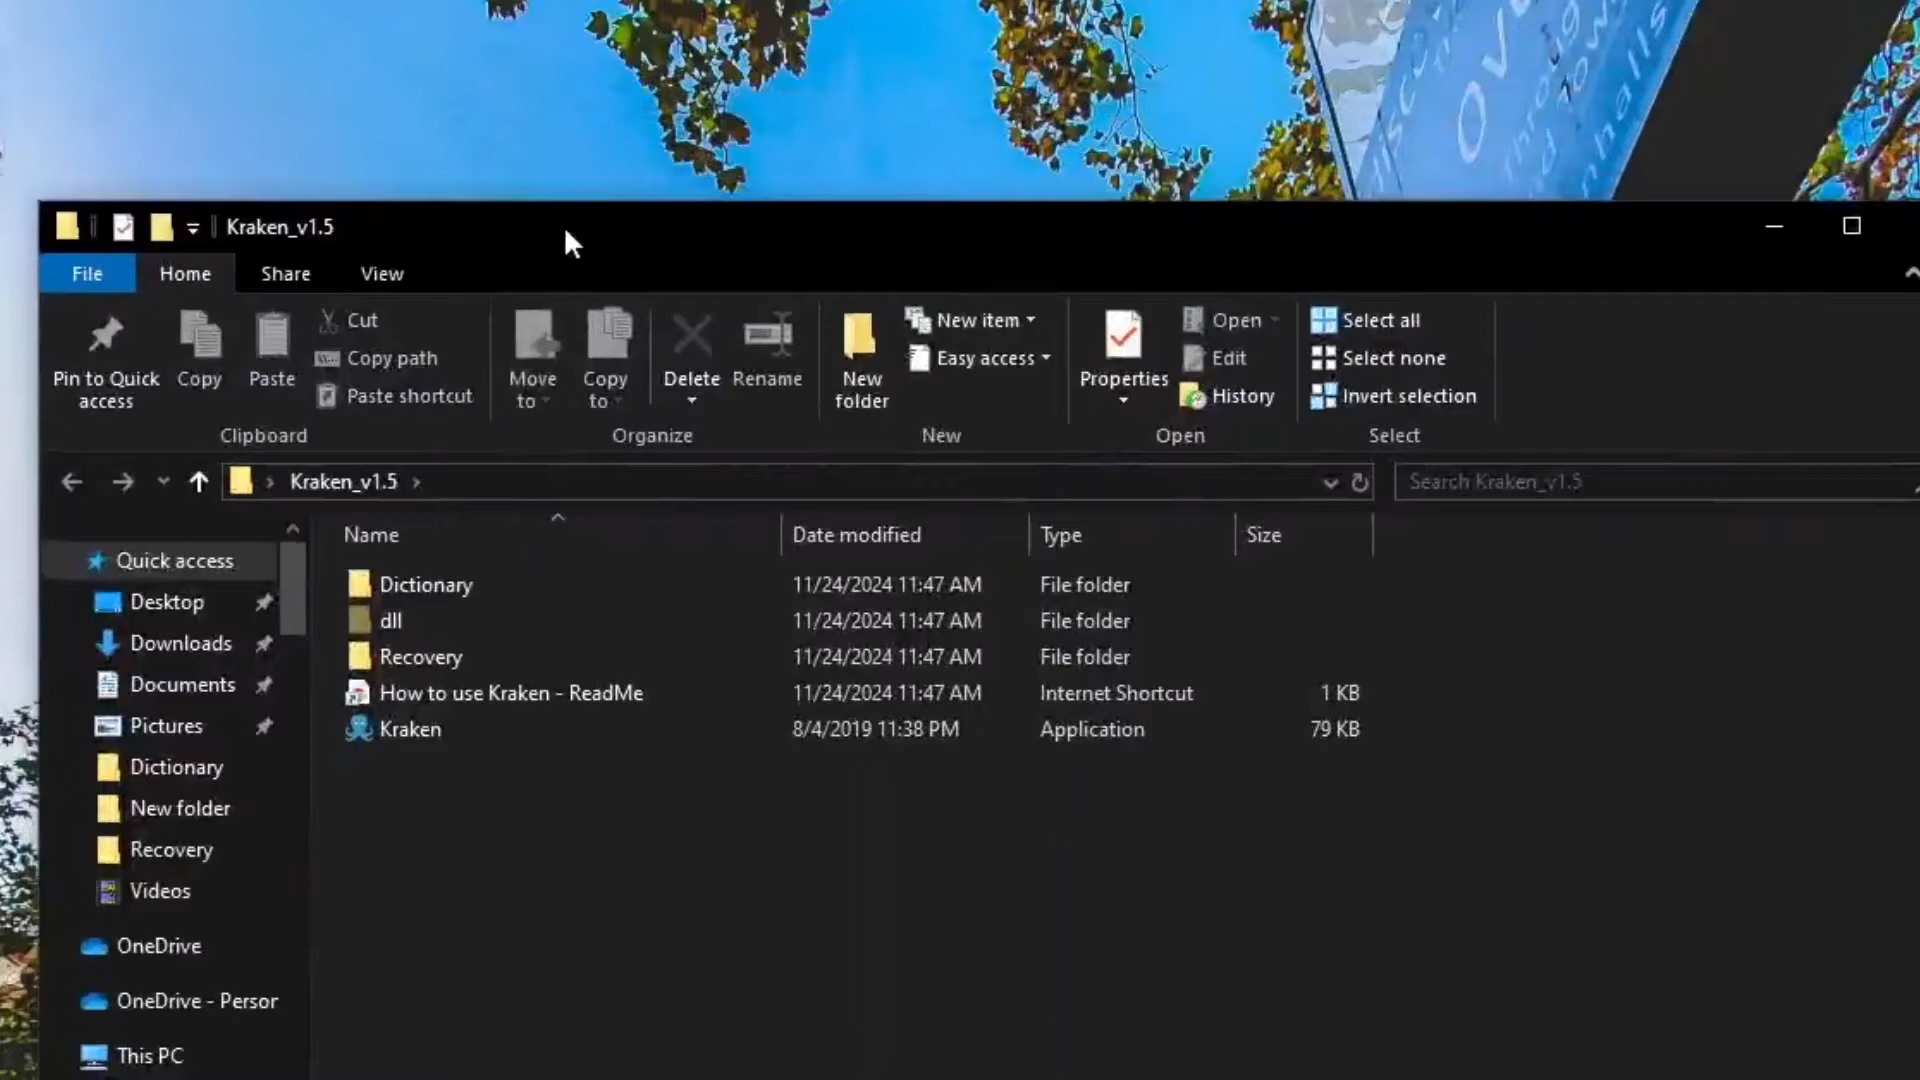 Kraken_v1.5
File Home Share View
Pin to Quick access
Copy
Paste
Cut
Copy path
Paste shortcut
Clipboard
Move to
Copy to
Delete
Rename
Organize
New folder
New item
Easy access
New
Properties
Open
Edit
History
Open
Select all
Select none
Invert selection
Select
Kraken_v1.5
Search Kraken_v1.5
Quick access
Desktop
Downloads
Documents
Pictures
Dictionary
New folder
Recovery
Videos
OneDrive
OneDrive - Persor
This PC
Name Date modified Type Size
Dictionary 11/24/2024 11:47 AM File folder
dll 11/24/2024 11:47 AM File folder
Recovery 11/24/2024 11:47 AM File folder
How to use Kraken - ReadMe 11/24/2024 11:47 AM Internet Shortcut 1 KB
Kraken 8/4/2019 11:38 PM Application 79 KB